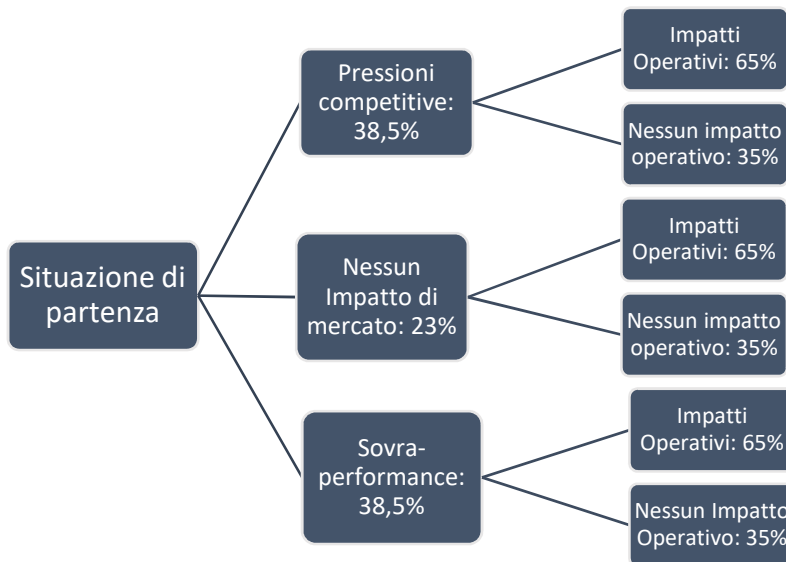 Situazione di
partenza
Pressioni
competitive:
38,5%
Impatti
Operativi: 65%
Nessun impatto
operativo: 35%
Nessun
Impatto di
mercato: 23%
Impatti
Operativi: 65%
Nessun impatto
operativo: 35%
Sovra-
performance:
38,5%
Impatti
Operativi: 65%
Nessun Impatto
Operativo: 35%